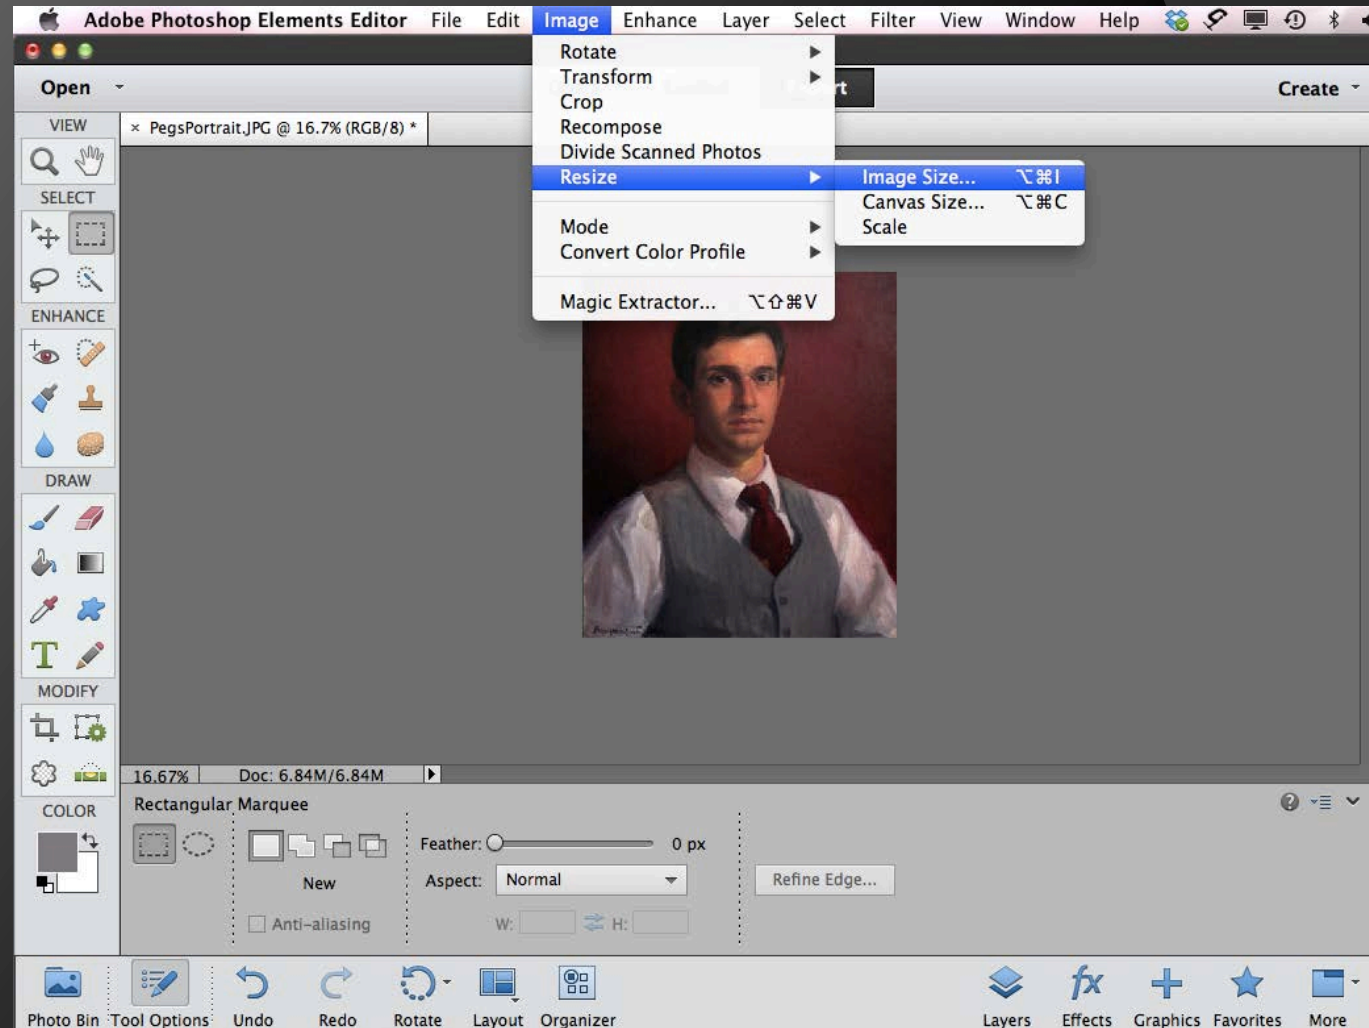 Adobe Photoshop Elements Editor File Edit Image Enhance Layer Select Filter View Window Help
Open
Create
Rotate
Transform
Crop
Recompose
Divide Scanned Photos
Resize
Mode
Convert Color Profile
Magic Extractor... ⌥⇧⌘V
Image Size... ⌥⌘I
Canvas Size... ⌥⌘C
Scale
× PegsPortrait.JPG @ 16.7% (RGB/8) *
VIEW
SELECT
ENHANCE
DRAW
T
MODIFY
COLOR
16.67% Doc: 6.84M/6.84M
Rectangular Marquee
New
Anti-aliasing
Feather: 0 px
Aspect: Normal
W: H:
Refine Edge...
Photo Bin Tool Options Undo Redo Rotate Layout Organizer
fx
Layers Effects Graphics Favorites More